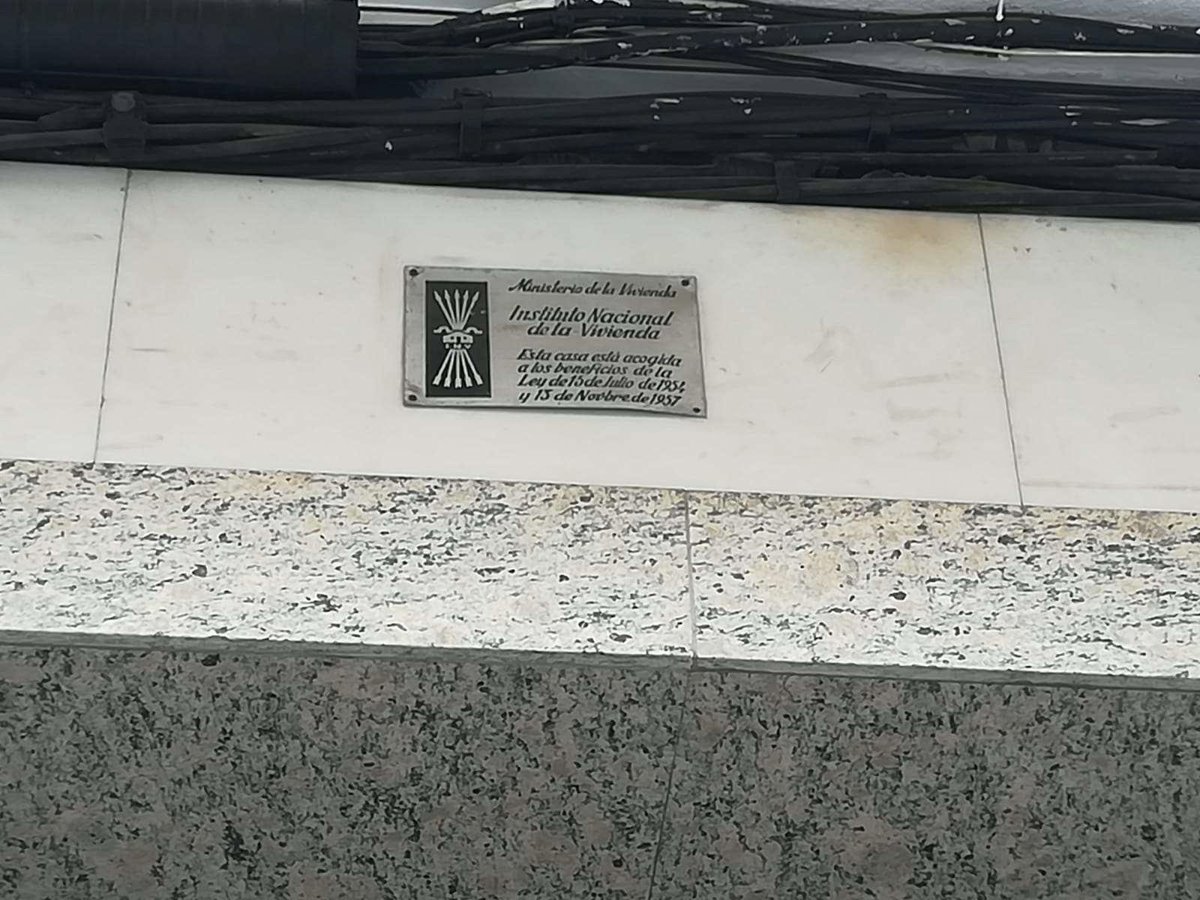 Ministerio de la Vivienda
Instituto Nacional
de la Vivienda
Esta casa está acogida
a los beneficios de la
Ley de 15 de Julio de 1954
y 13 de Novbre. de 1957
I.N.V